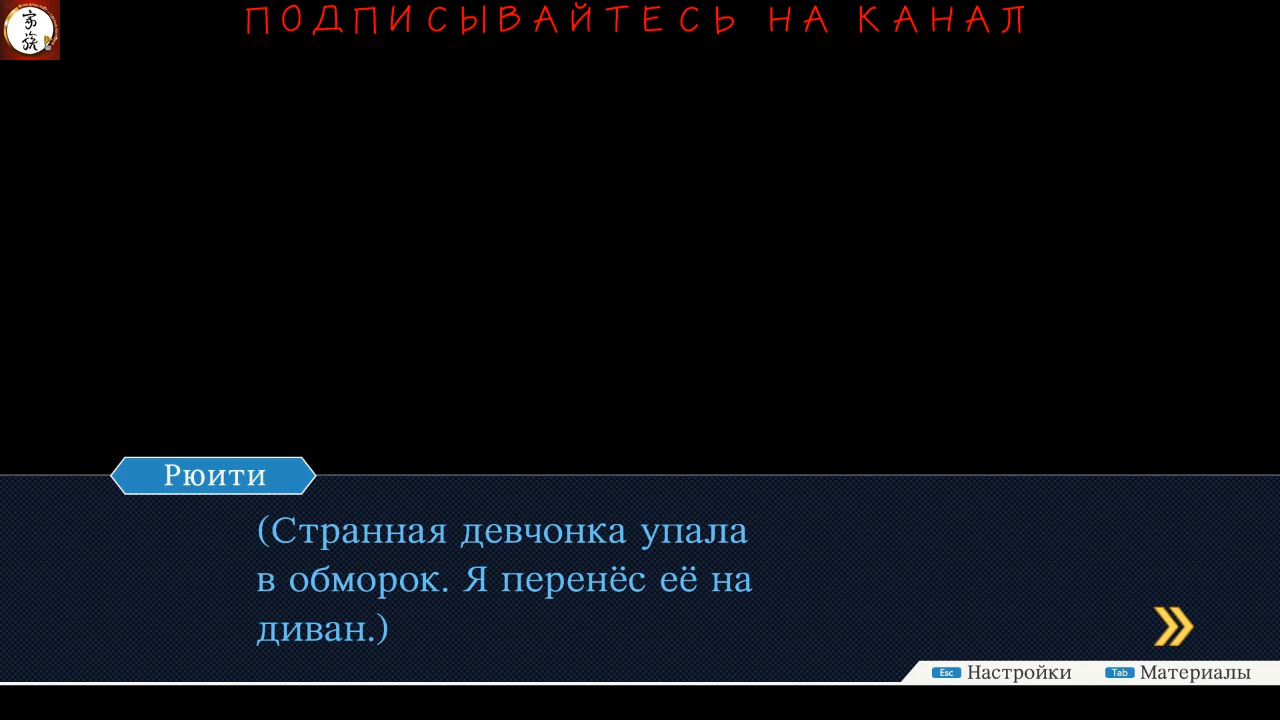 ПОДПИСЫВАЙТЕСЬ НА КАНАЛ
Рюити
(Странная девчонка упала
в обморок. Я перенёс её на
диван.)
Esc Настройки Tab Материалы